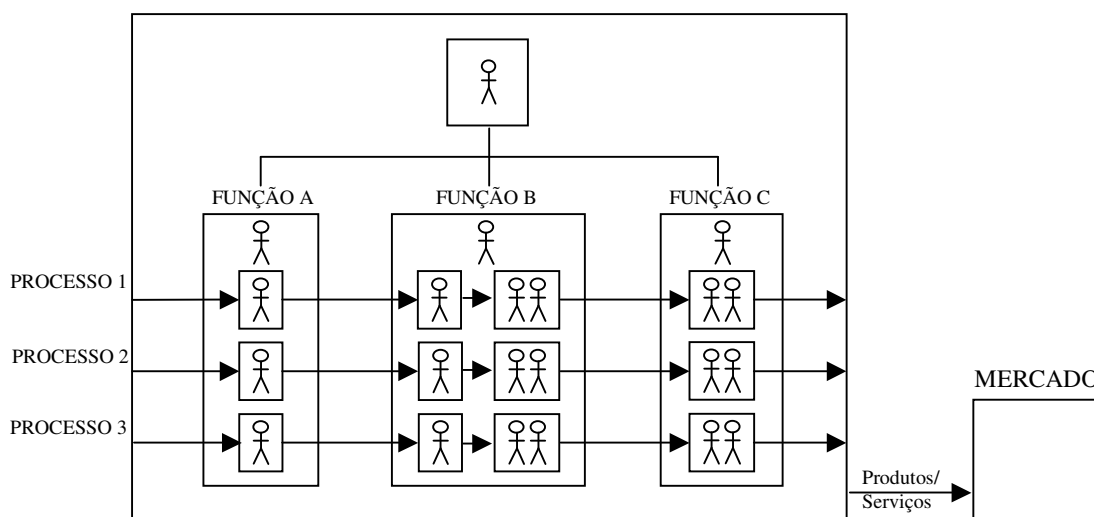 FUNÇÃO A
FUNÇÃO B
FUNÇÃO C
PROCESSO 1
PROCESSO 2
PROCESSO 3
MERCADO
Produtos/
Serviços